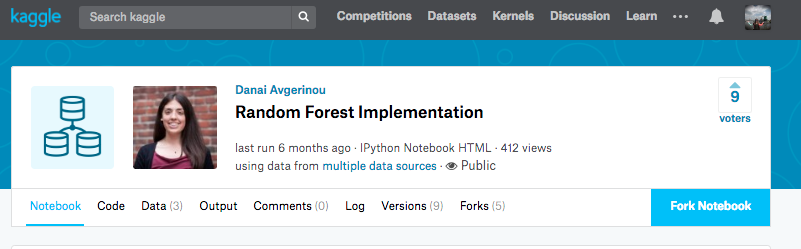 kaggle Search kaggle Competitions Datasets Kernels Discussion Learn
Danai Avgerinou
Random Forest Implementation
9
voters
last run 6 months ago · IPython Notebook HTML · 412 views
using data from multiple data sources · Public
Notebook Code Data (3) Output Comments (0) Log Versions (9) Forks (5) Fork Notebook